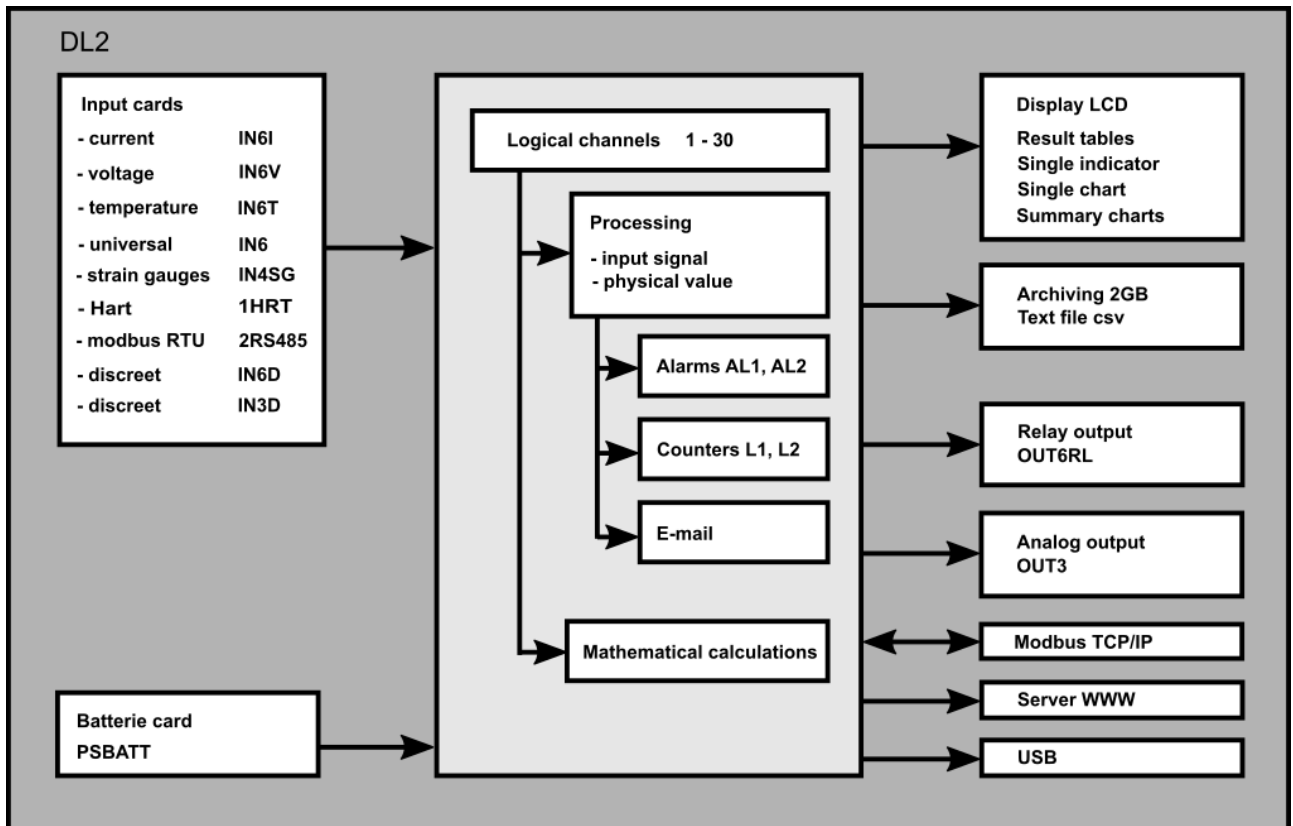 DL2
Input cards
- current IN6I
- voltage IN6V
- temperature IN6T
- universal IN6
- strain gauges IN4SG
- Hart 1HRT
- modbus RTU 2RS485
- discreet IN6D
- discreet IN3D
Batterie card
PSBATT
Logical channels 1 - 30
Processing
- input signal
- physical value
Alarms AL1, AL2
Counters L1, L2
E-mail
Mathematical calculations
Display LCD
Result tables
Single indicator
Single chart
Summary charts
Archiving 2GB
Text file csv
Relay output
OUT6RL
Analog output
OUT3
Modbus TCP/IP
Server WWW
USB